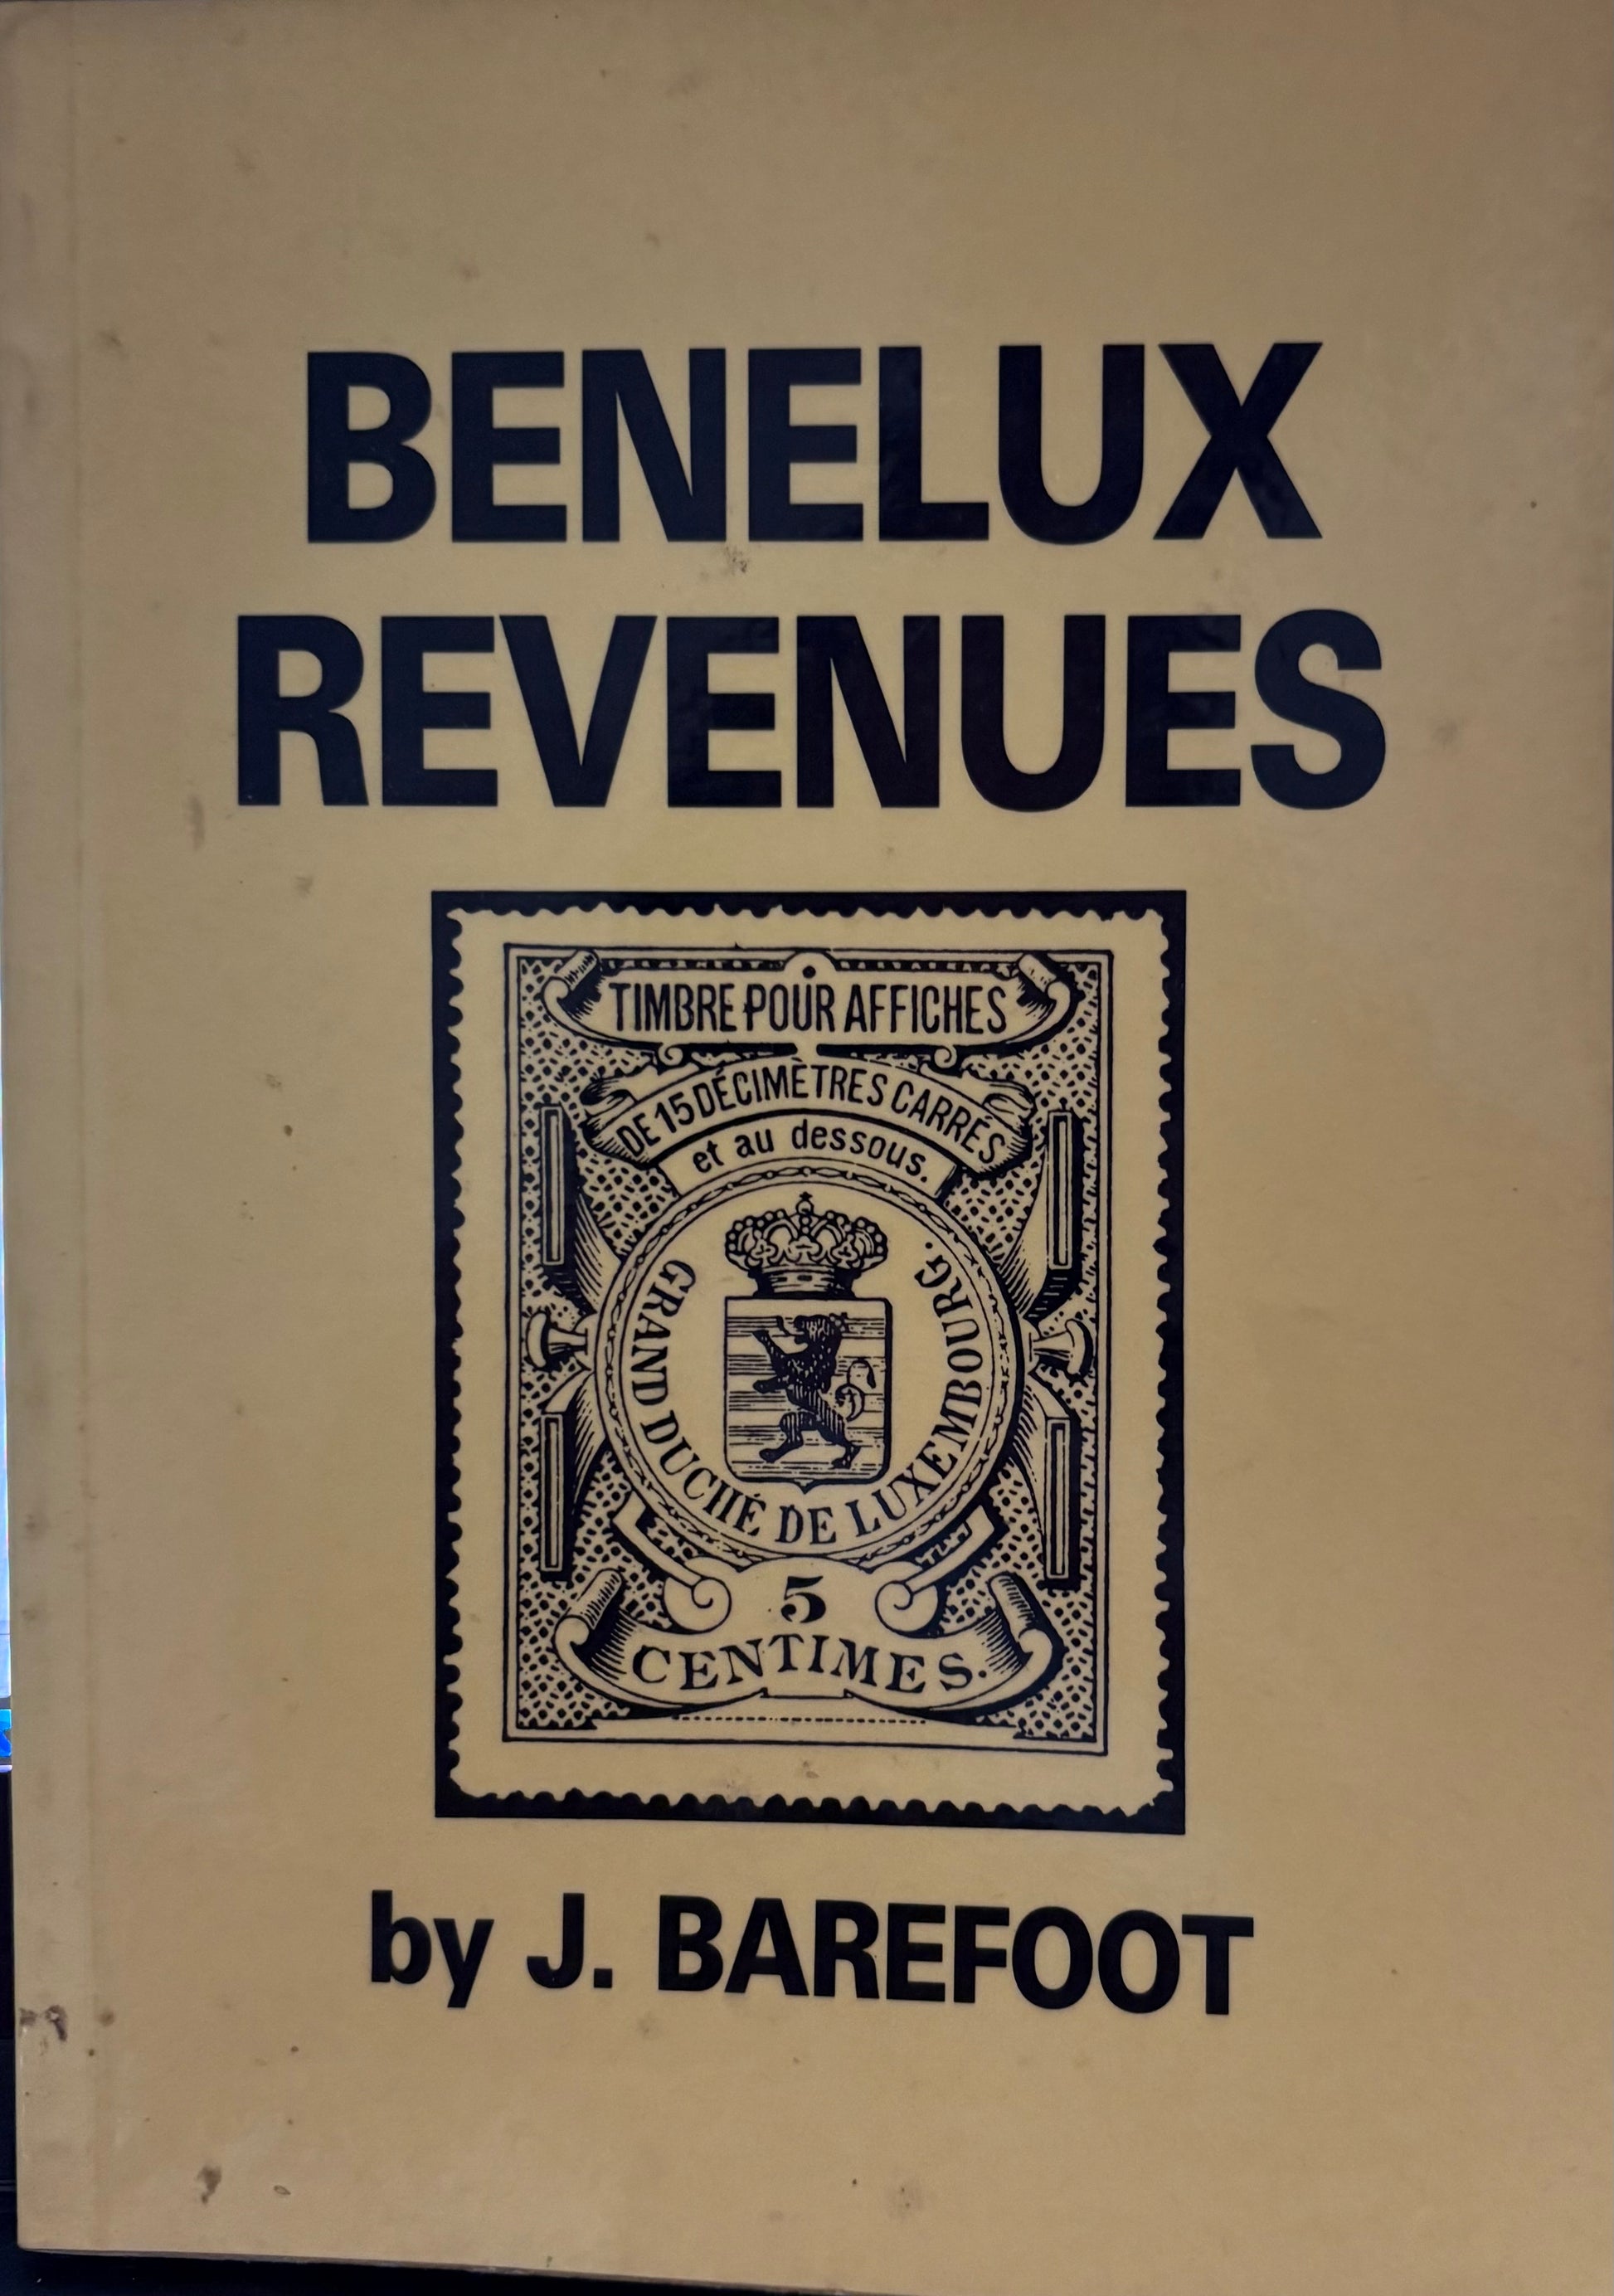 BENELUX
REVENUES
TIMBRE POUR AFFICHES
DE 15 DÉCIMÈTRES CARRÉS
et au dessous.
GRAND DUCHÉ DE LUXEMBOURG.
5
CENTIMES.
by J. BAREFOOT